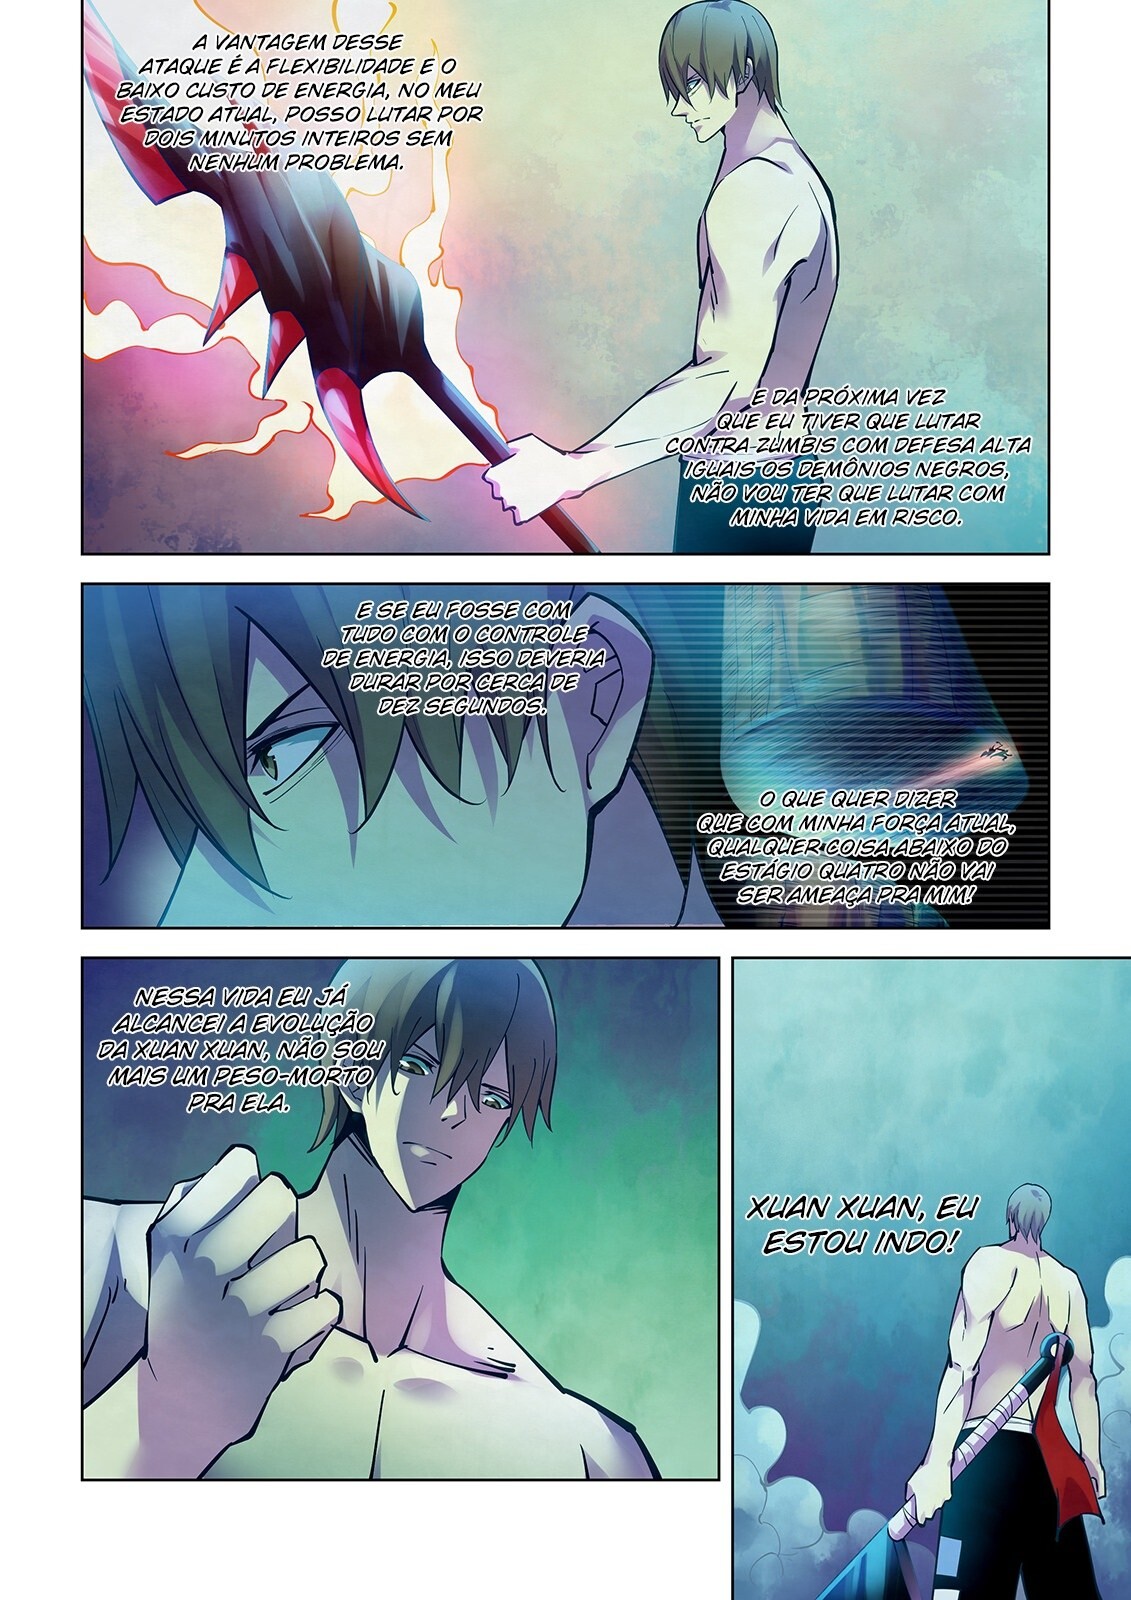 A VANTAGEM DESSE
ATAQUE É A FLEXIBILIDADE E O
BAIXO CUSTO DE ENERGIA, NO MEU
ESTADO ATUAL, POSSO LUTAR POR
DOIS MINUTOS INTEIROS SEM
NENHUM PROBLEMA.
E DA PRÓXIMA VEZ
QUE EU TIVER QUE LUTAR
CONTRA ZUMBIS COM DEFESA ALTA
IGUAIS OS DEMÔNIOS NEGROS,
NÃO VOU TER QUE LUTAR COM
MINHA VIDA EM RISCO.
E SE EU FOSSE COM
TUDO COM O CONTROLE
DE ENERGIA, ISSO DEVERIA
DURAR POR CERCA DE
DEZ SEGUNDOS.
O QUE QUER DIZER
QUE COM MINHA FORÇA ATUAL,
QUALQUER COISA ABAIXO DO
ESTÁGIO QUATRO NÃO VAI
SER AMEAÇA PRA MIM!
NESSA VIDA EU JÁ
ALCANCEI A EVOLUÇÃO
DA XUAN XUAN, NÃO SOU
MAIS UM PESO-MORTO
PRA ELA.
XUAN XUAN, EU
ESTOU INDO!